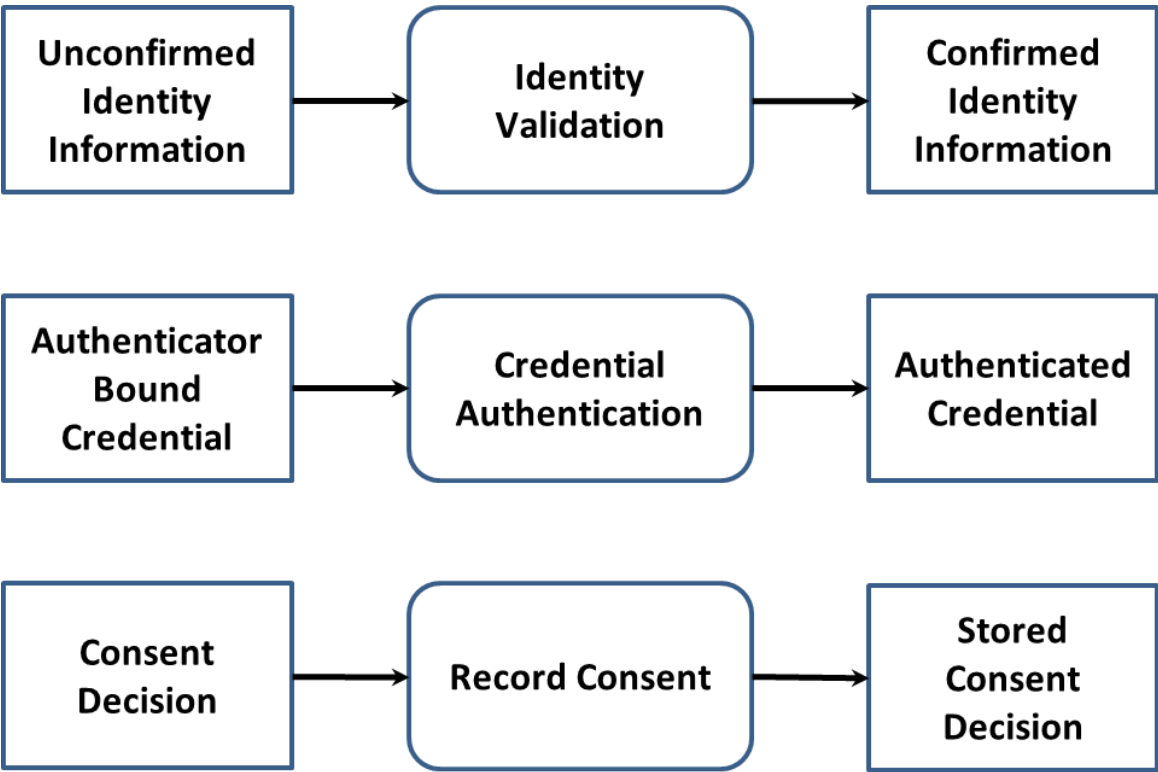 Unconfirmed
Identity
Information
Identity
Validation
Confirmed
Identity
Information
Authenticator
Bound
Credential
Credential
Authentication
Authenticated
Credential
Consent
Decision
Record Consent
Stored
Consent
Decision